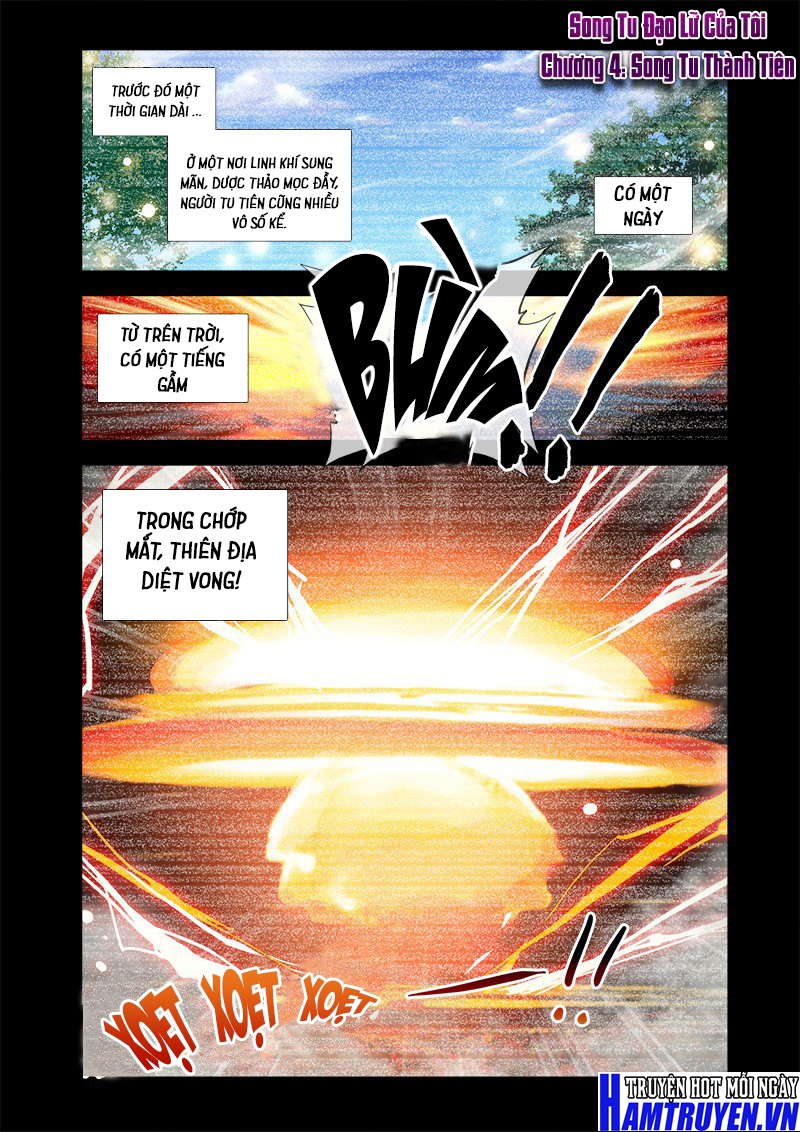 Song Tu Đạo Lữ Của Tôi
Chương 4: Song Tu Thành Tiên
TRƯỚC ĐÓ MỘT
THỜI GIAN DÀI ...
Ở MỘT NƠI LINH KHÍ SUNG
MÃN, DƯỢC THẢO MỌC ĐẦY,
NGƯỜI TU TIÊN CŨNG NHIỀU
VÔ SỐ KỂ.
CÓ MỘT
NGÀY
TỪ TRÊN TRỜI,
CÓ MỘT TIẾNG
GẦM
BÙM!!
TRONG CHỚP
MẮT, THIÊN ĐỊA
DIỆT VONG!
XOẸT XOẸT XOẸT !!
TRUYỆN HOT MỖI NGÀY
HAMTRUYEN.VN